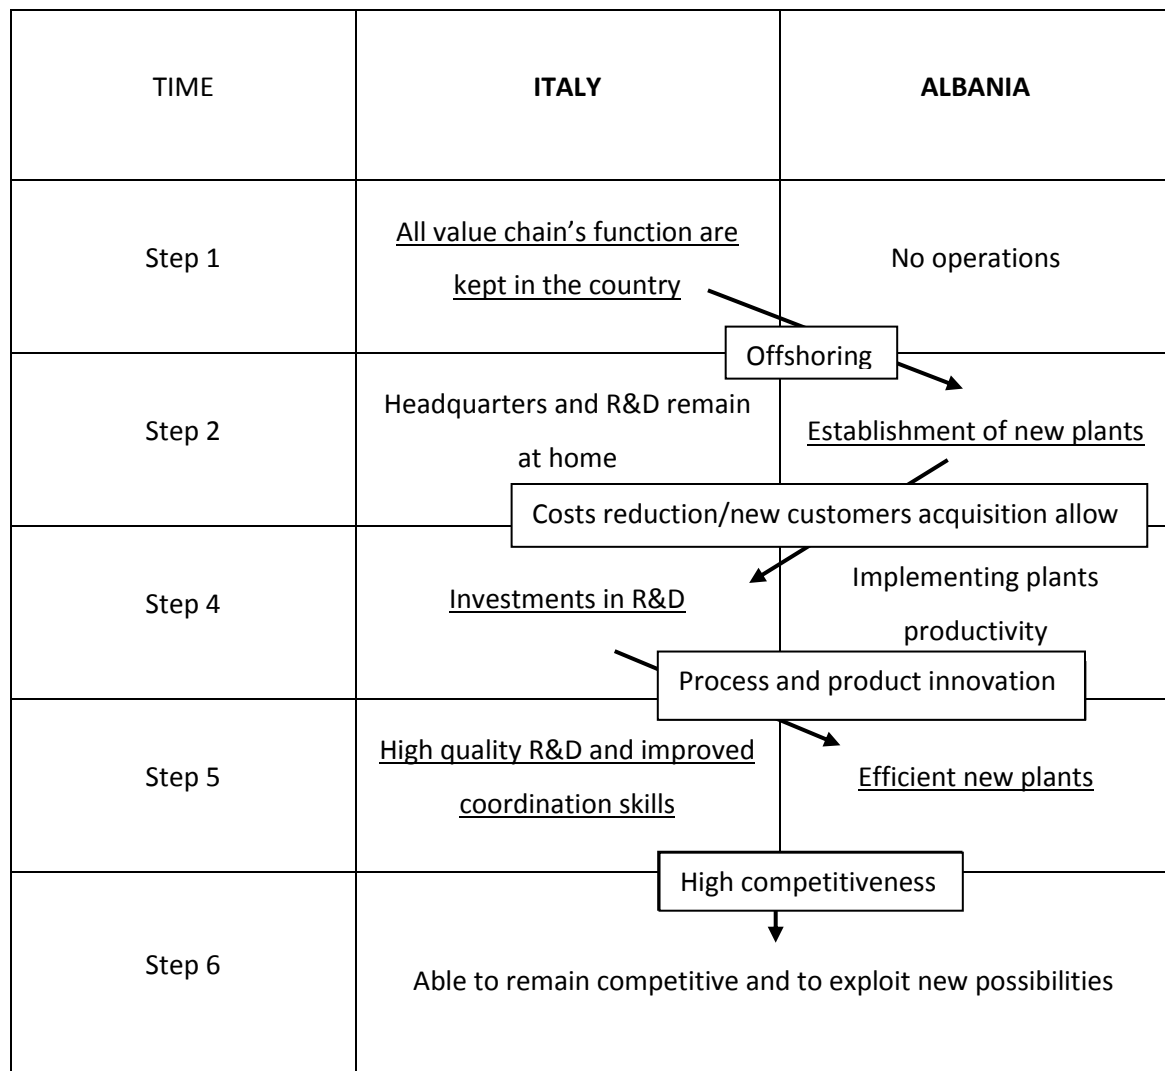 TIME
ITALY
ALBANIA
Step 1
All value chain's function are
kept in the country
No operations
Offshoring
Step 2
Headquarters and R&D remain
at home
Establishment of new plants
Costs reduction/new customers acquisition allow
Step 4
Investments in R&D
Implementing plants
productivity
Process and product innovation
Step 5
High quality R&D and improved
coordination skills
Efficient new plants
High competitiveness
Step 6
Able to remain competitive and to exploit new possibilities